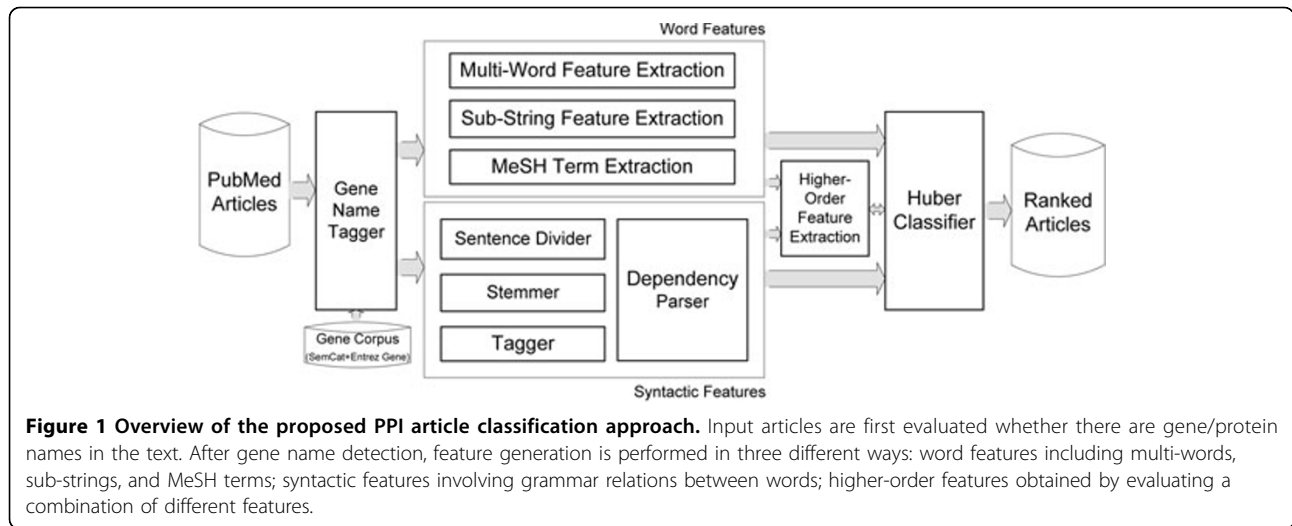 Word Features
Multi-Word Feature Extraction
Sub-String Feature Extraction
MeSH Term Extraction
PubMed
Articles
Gene
Name
Tagger
Gene Corpus
(SemCat+Entrez Gene)
Sentence Divider
Stemmer
Tagger
Dependency
Parser
Syntactic Features
Higher-
Order
Feature
Extraction
Huber
Classifier
Ranked
Articles
Figure 1 Overview of the proposed PPI article classification approach. Input articles are first evaluated whether there are gene/protein
names in the text. After gene name detection, feature generation is performed in three different ways: word features including multi-words,
sub-strings, and MeSH terms; syntactic features involving grammar relations between words; higher-order features obtained by evaluating a
combination of different features.